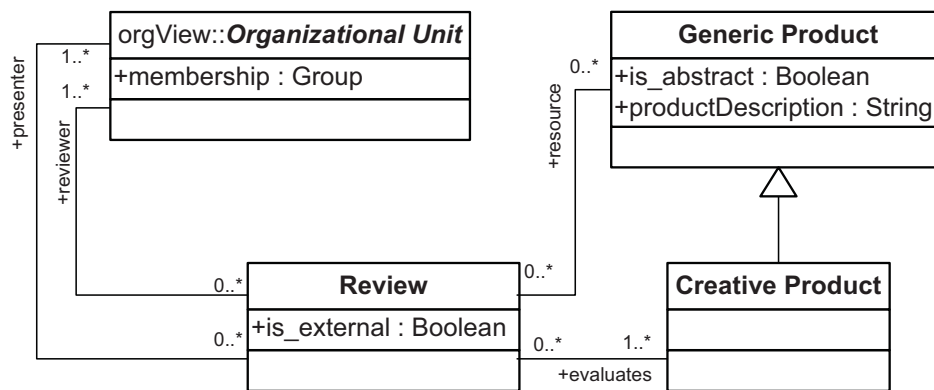 orgView::Organizational Unit
+membership : Group
1..*
1..*
+presenter
+reviewer
Generic Product
+is_abstract : Boolean
+productDescription : String
0..*
+resource
Review
+is_external : Boolean
0..*
0..*
0..*
0..*
1..*
+evaluates
Creative Product